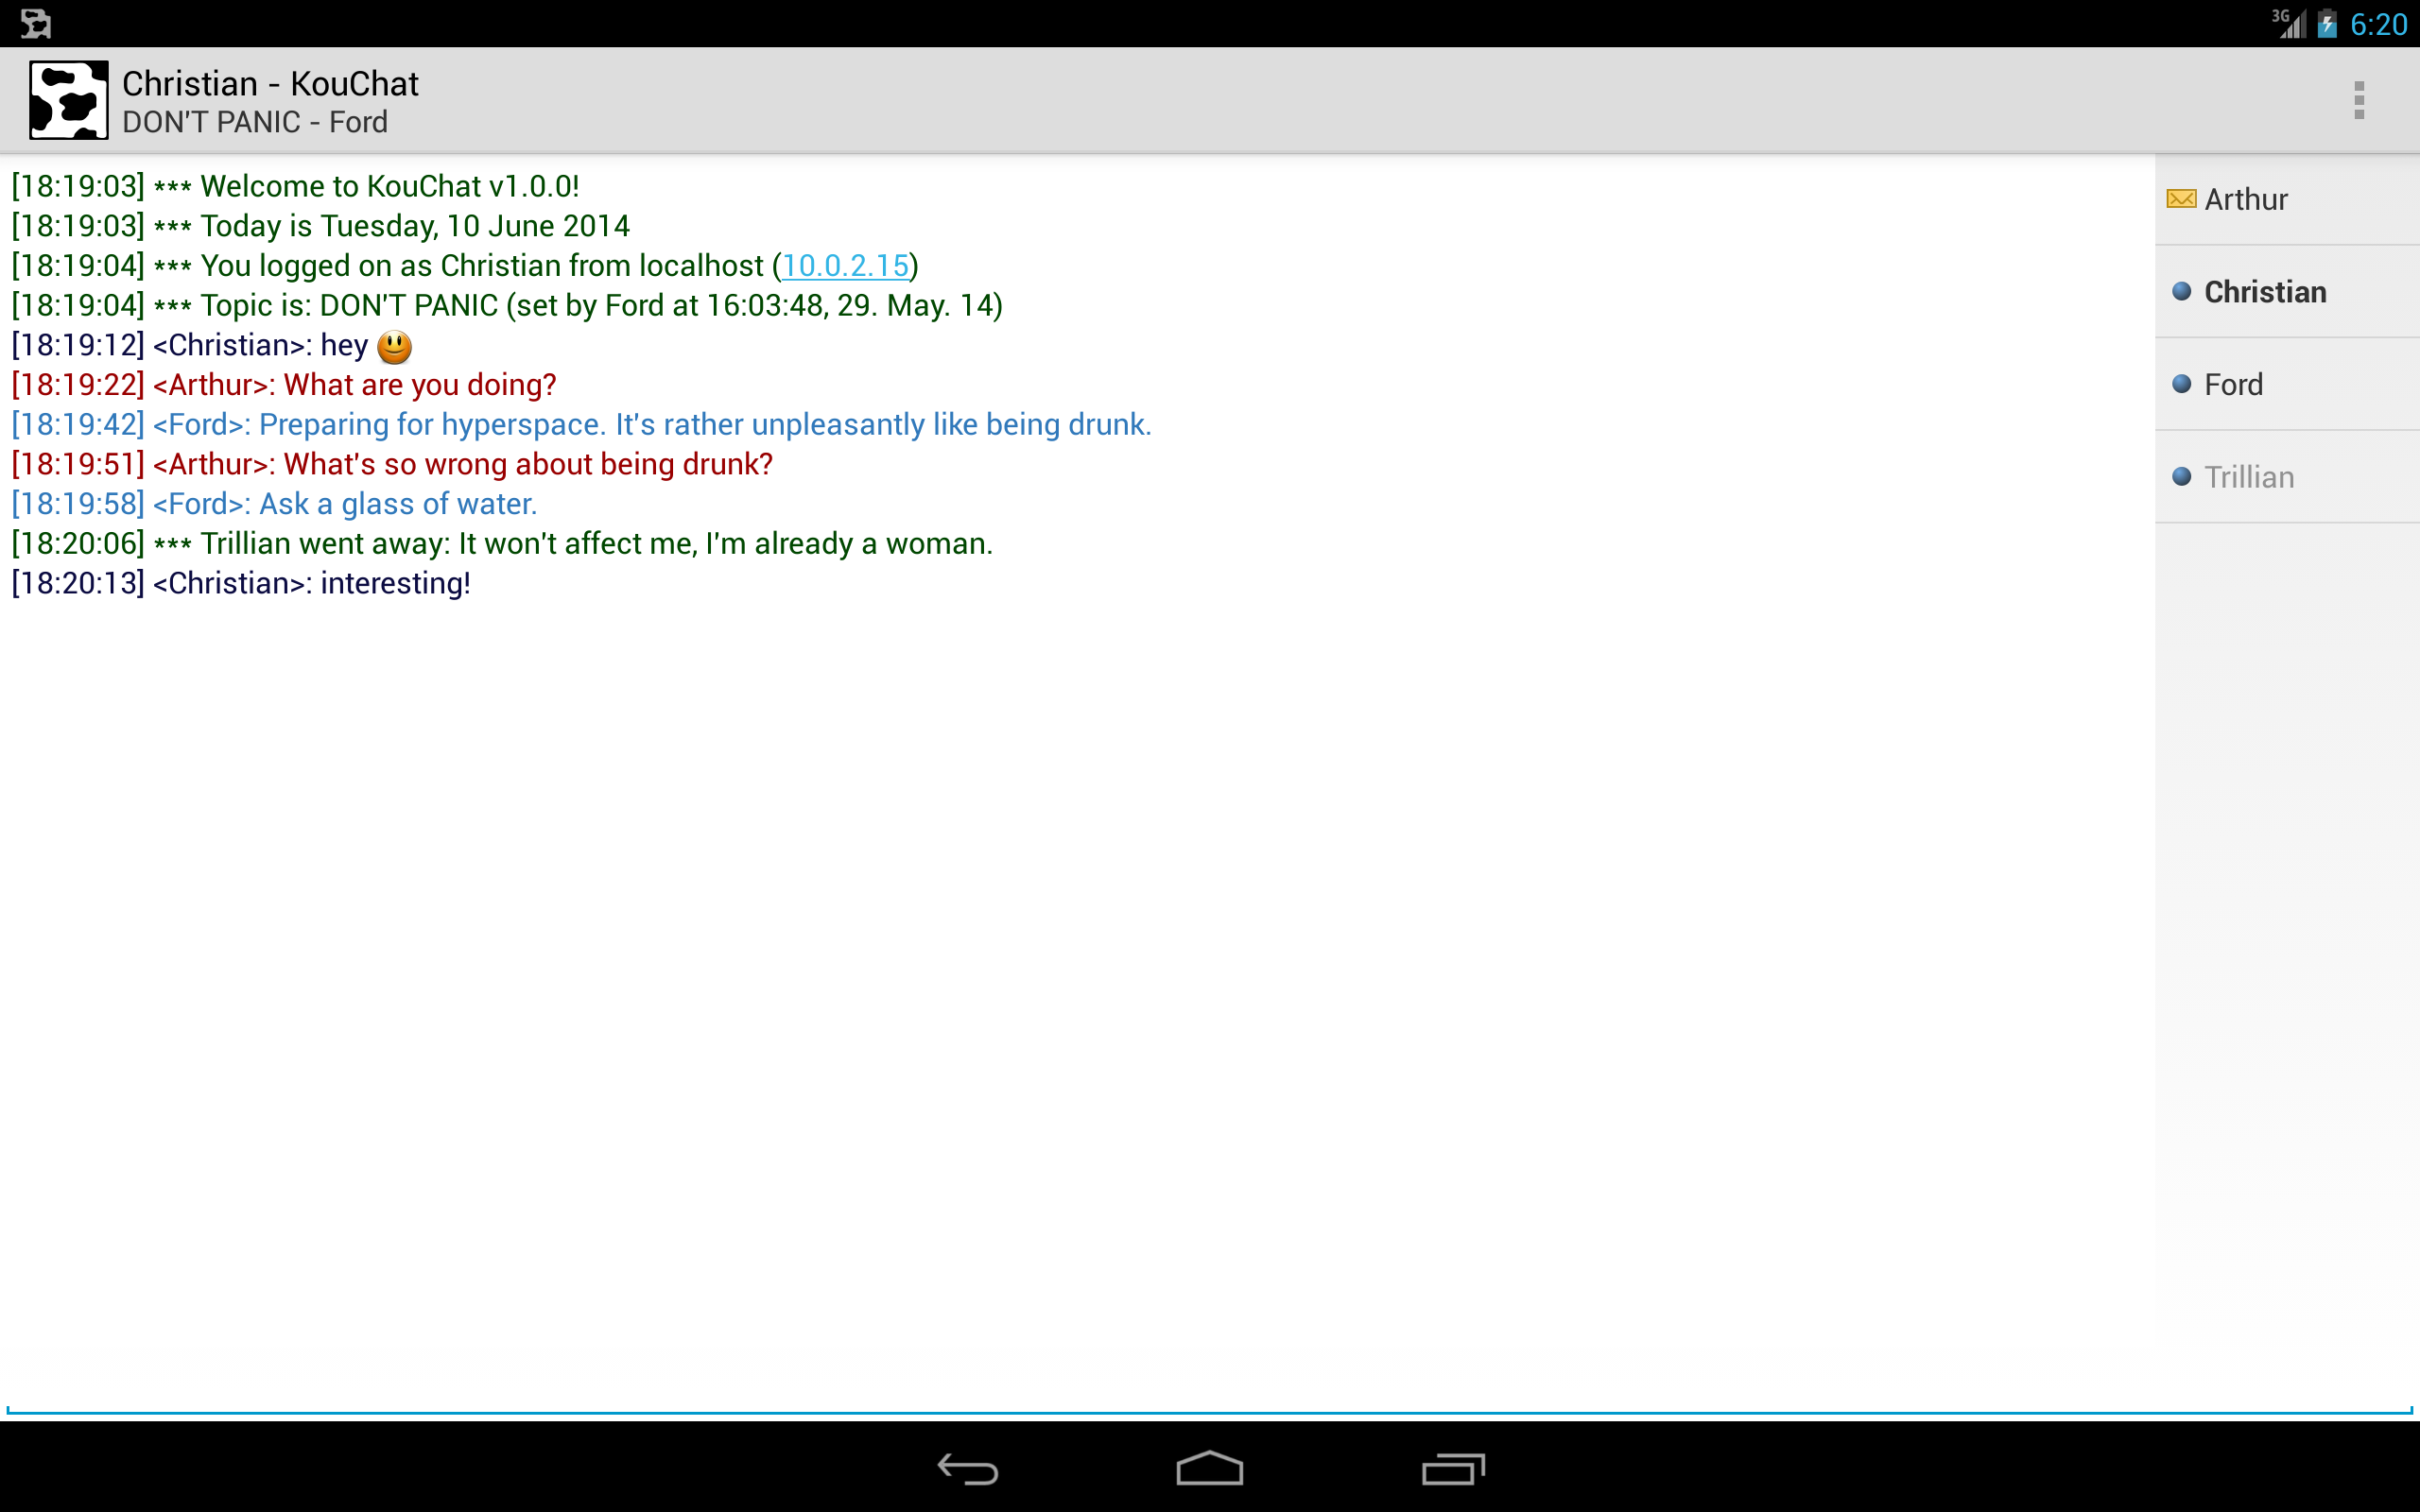 3G 6:20
Christian - KouChat
DON'T PANIC - Ford
[18:19:03] *** Welcome to KouChat v1.0.0!
[18:19:03] *** Today is Tuesday, 10 June 2014
[18:19:04] *** You logged on as Christian from localhost (10.0.2.15)
[18:19:04] *** Topic is: DON'T PANIC (set by Ford at 16:03:48, 29. May. 14)
[18:19:12] <Christian>: hey
[18:19:22] <Arthur>: What are you doing?
[18:19:42] <Ford>: Preparing for hyperspace. It's rather unpleasantly like being drunk.
[18:19:51] <Arthur>: What's so wrong about being drunk?
[18:19:58] <Ford>: Ask a glass of water.
[18:20:06] *** Trillian went away: It won't affect me, I'm already a woman.
[18:20:13] <Christian>: interesting!
Arthur
Christian
Ford
Trillian